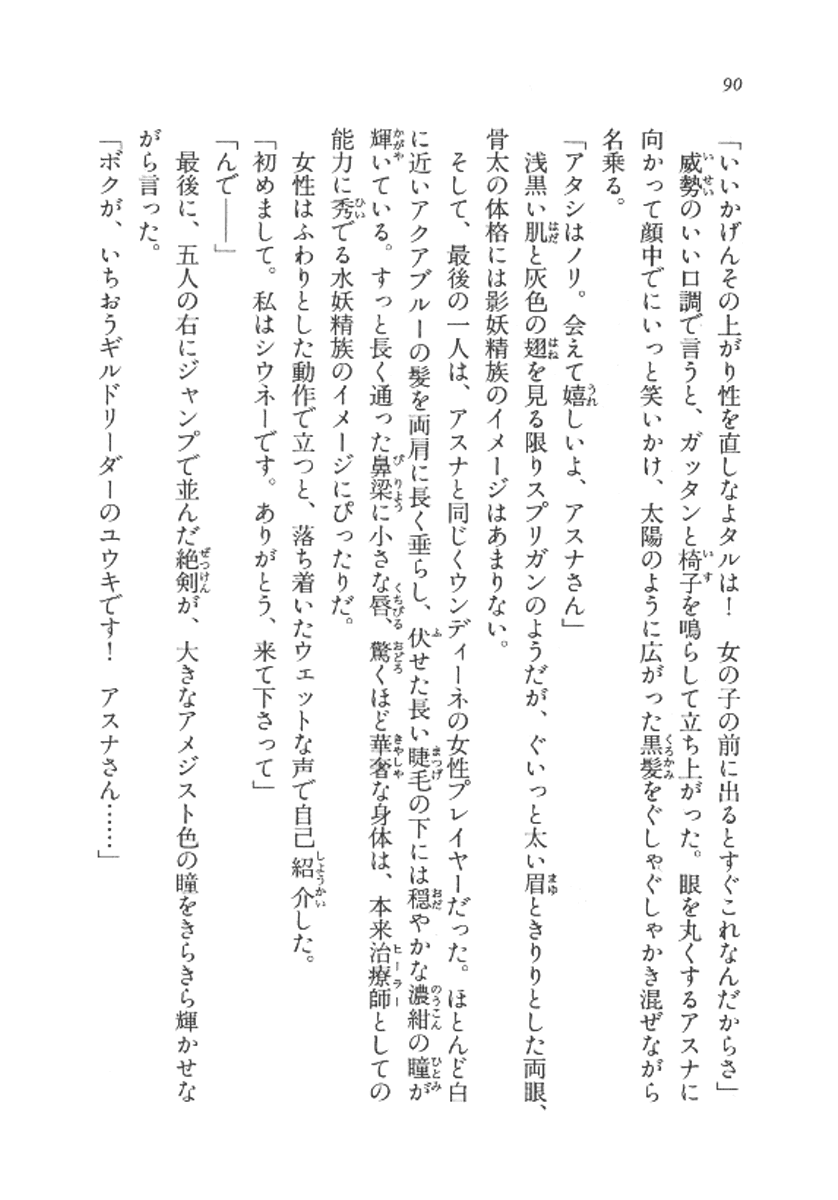 90
「いいかげんその上がり性を直しなよタルは！　女の子の前に出るとすぐこれなんだからさ」
威勢のいい口調で言うと、ガッタンと椅子を鳴らして立ち上がった。眼を丸くするアスナに
向かって顔中でにいっと笑いかけ、太陽のように広がった黒髪をぐしゃぐしゃかき混ぜながら
名乗る。
「アタシはノリ。会えて嬉しいよ、アスナさん」
浅黒い肌と灰色の翅を見る限りスプリガンのようだが、ぐいっと太い眉ときりりとした両眼、
骨太の体格には影妖精族のイメージはあまりない。
そして、最後の一人は、アスナと同じくウンディーネの女性プレイヤーだった。ほとんど白
に近いアクアブルーの髪を両肩に長く垂らし、伏せた長い睫毛の下には穏やかな濃紺の瞳が
輝いている。すっと長く通った鼻梁に小さな唇、驚くほど華奢な身体は、本来治療師としての
能力に秀でる水妖精族のイメージにぴったりだ。
女性はふわりとした動作で立つと、落ち着いたウェットな声で自己紹介した。
「初めまして。私はシウネーです。ありがとう、来て下さって」
「んで――」
最後に、五人の右にジャンプで並んだ絶剣が、大きなアメジスト色の瞳をきらきら輝かせな
がら言った。
「ボクが、いちおうギルドリーダーのユウキです！　アスナさん……」